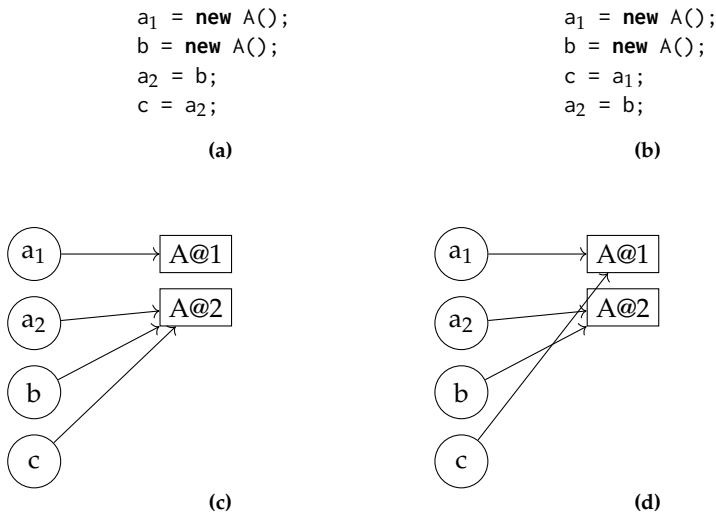 a₁ = new A();
b = new A();
a₂ = b;
c = a₂;
(a)
a₁ = new A();
b = new A();
c = a₁;
a₂ = b;
(b)
a₁
A@1
a₂
A@2
b
c
(c)
a₁
A@1
a₂
A@2
b
c
(d)